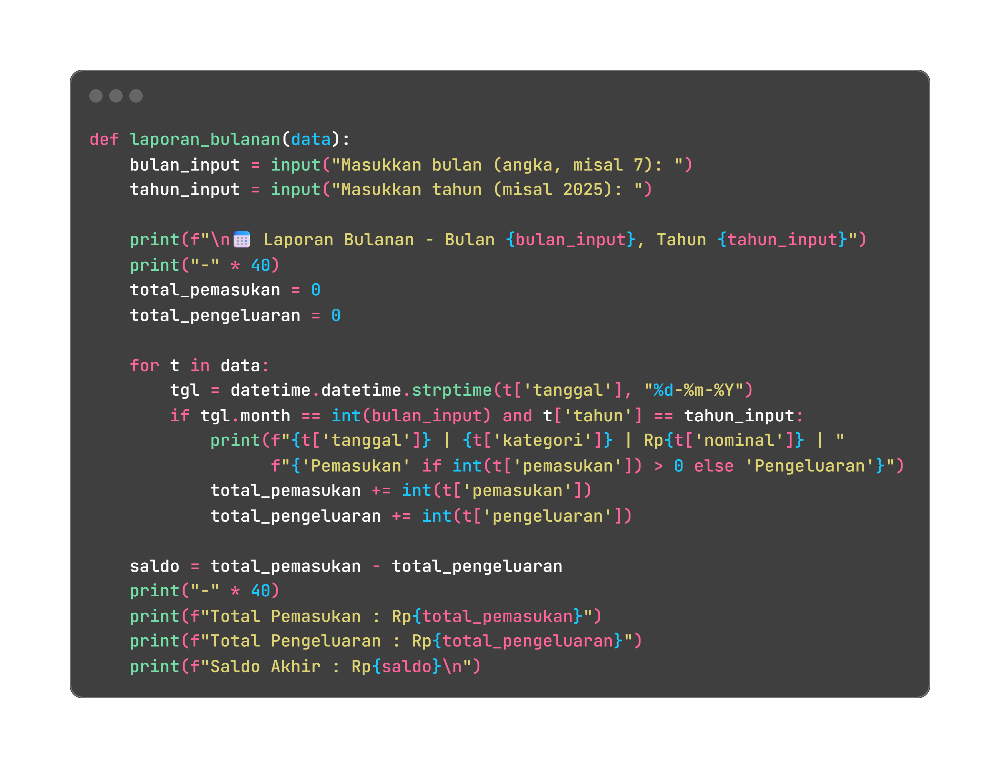 def laporan_bulanan(data):
    bulan_input = input("Masukkan bulan (angka, misal 7): ")
    tahun_input = input("Masukkan tahun (misal 2025): ")

    print(f"\n📅 Laporan Bulanan - Bulan {bulan_input}, Tahun {tahun_input}")
    print("-" * 40)
    total_pemasukan = 0
    total_pengeluaran = 0

    for t in data:
        tgl = datetime.datetime.strptime(t['tanggal'], "%d-%m-%Y")
        if tgl.month == int(bulan_input) and t['tahun'] == tahun_input:
            print(f"{t['tanggal']} | {t['kategori']} | Rp{t['nominal']} | "
                  f"{'Pemasukan' if int(t['pemasukan']) > 0 else 'Pengeluaran'}")
            total_pemasukan += int(t['pemasukan'])
            total_pengeluaran += int(t['pengeluaran'])

    saldo = total_pemasukan - total_pengeluaran
    print("-" * 40)
    print(f"Total Pemasukan : Rp{total_pemasukan}")
    print(f"Total Pengeluaran : Rp{total_pengeluaran}")
    print(f"Saldo Akhir : Rp{saldo}\n")